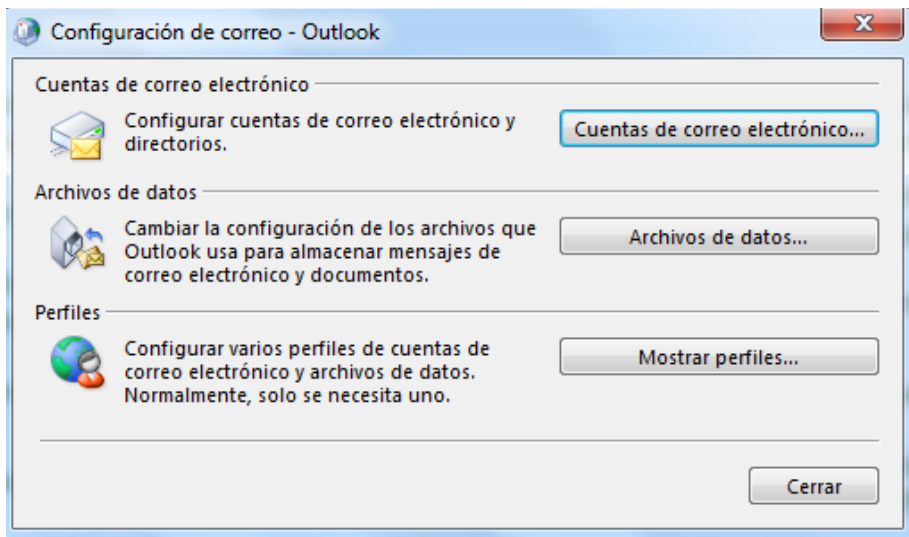 Configuración de correo - Outlook
Cuentas de correo electrónico
Configurar cuentas de correo electrónico y
directorios.
Cuentas de correo electrónico...
Archivos de datos
Cambiar la configuración de los archivos que
Outlook usa para almacenar mensajes de
correo electrónico y documentos.
Archivos de datos...
Perfiles
Configurar varios perfiles de cuentas de
correo electrónico y archivos de datos.
Normalmente, solo se necesita uno.
Mostrar perfiles...
Cerrar